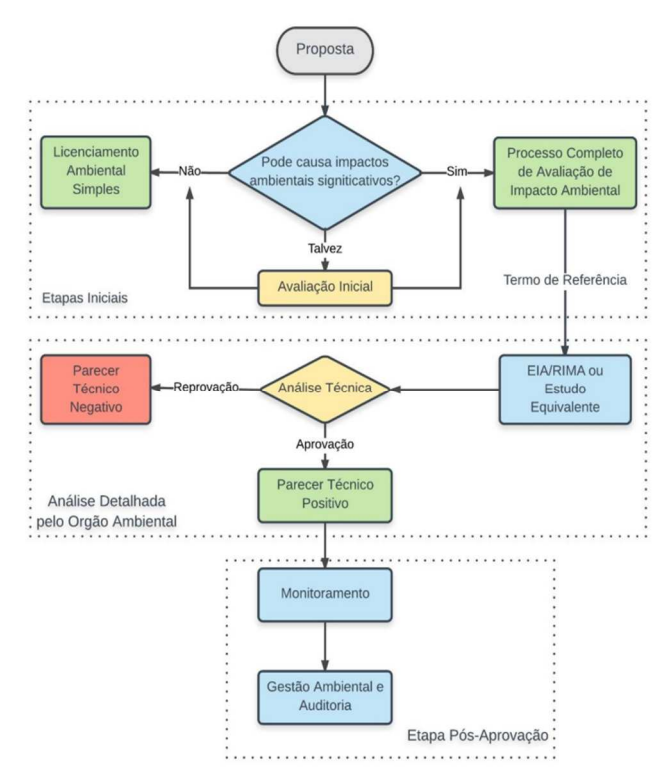 Proposta
Licenciamento
Ambiental
Simples
Não
Pode causa impactos
ambientais signiticativos?
Sim
Processo Completo
de Avaliação de
Impacto Ambiental
Talvez
Avaliação Inicial
Termo de Referência
Etapas Iniciais
Parecer
Técnico
Negativo
Reprovação
Análise Técnica
EIA/RIMA ou
Estudo
Equivalente
Aprovação
Parecer Técnico
Positivo
Análise Detalhada
pelo Orgão Ambiental
Monitoramento
Gestão Ambiental e
Auditoria
Etapa Pós-Aprovação